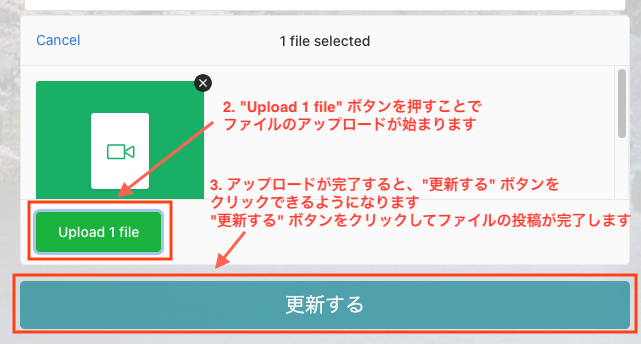 Cancel
1 file selected
2. "Upload 1 file" ボタンを押すことで
ファイルのアップロードが始まります
3. アップロードが完了すると、"更新する" ボタンを
クリックできるようになります
"更新する" ボタンをクリックしてファイルの投稿が完了します
Upload 1 file
更新する